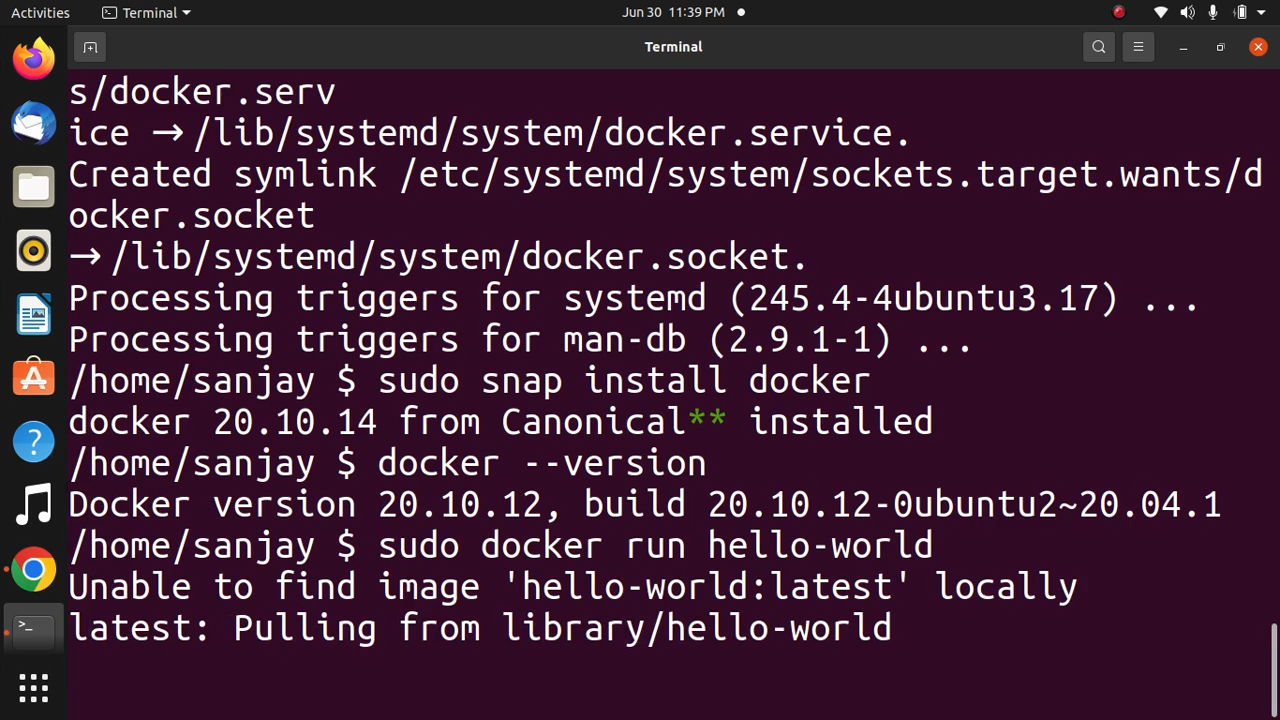 Activities
Terminal
Jun 30 11:39 PM
Terminal
s/docker.serv
ice → /lib/systemd/system/docker.service.
Created symlink /etc/systemd/system/sockets.target.wants/d
ocker.socket
→ /lib/systemd/system/docker.socket.
Processing triggers for systemd (245.4-4ubuntu3.17) ...
Processing triggers for man-db (2.9.1-1) ...
/home/sanjay $ sudo snap install docker
docker 20.10.14 from Canonical** installed
/home/sanjay $ docker --version
Docker version 20.10.12, build 20.10.12-0ubuntu2~20.04.1
/home/sanjay $ sudo docker run hello-world
Unable to find image 'hello-world:latest' locally
latest: Pulling from library/hello-world